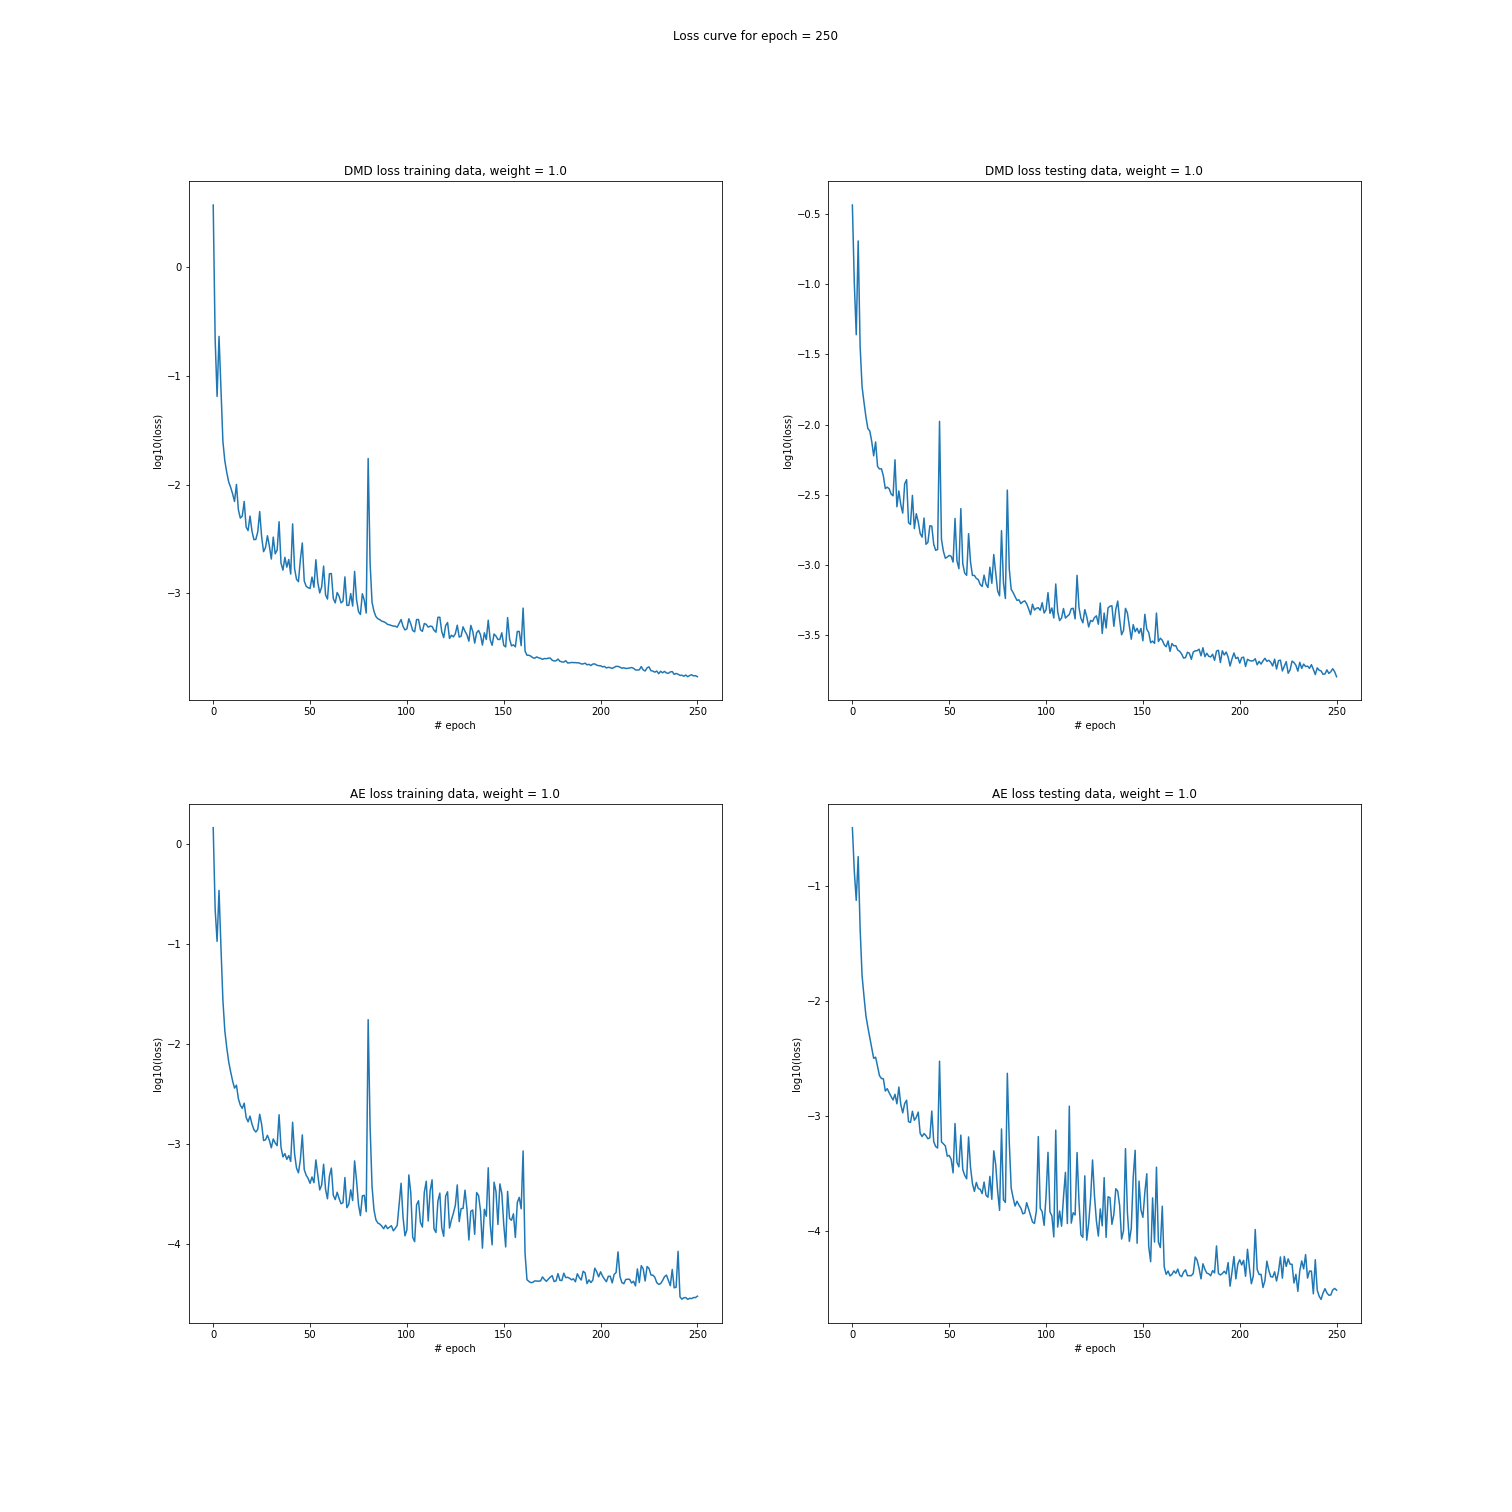 Loss curve for epoch = 250
DMD loss training data, weight = 1.0
log10(loss)
0
−1
−2
−3
0 50 100 150 200 250
# epoch
DMD loss testing data, weight = 1.0
log10(loss)
−0.5
−1.0
−1.5
−2.0
−2.5
−3.0
−3.5
0 50 100 150 200 250
# epoch
AE loss training data, weight = 1.0
log10(loss)
0
−1
−2
−3
−4
0 50 100 150 200 250
# epoch
AE loss testing data, weight = 1.0
log10(loss)
−1
−2
−3
−4
0 50 100 150 200 250
# epoch